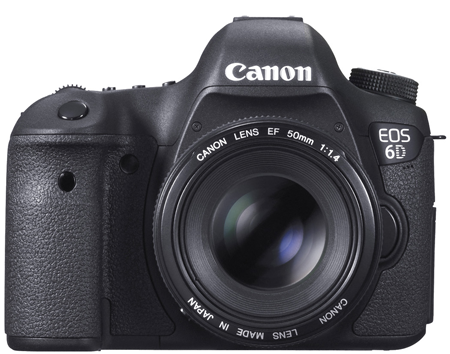 Canon
EOS
6D
CANON LENS EF 50mm 1:1.4
CANON LENS MADE IN JAPAN